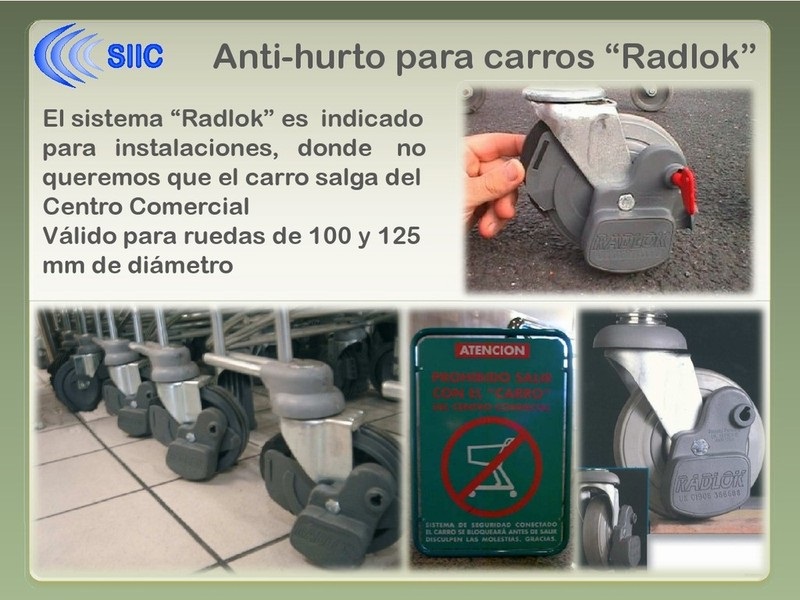 SIIC
Anti-hurto para carros “Radlok”
El sistema “Radlok” es indicado
para instalaciones, donde no
queremos que el carro salga del
Centro Comercial
Válido para ruedas de 100 y 125
mm de diámetro
RADLOK
ATENCION
PROHIBIDO SALIR
CON EL "CARRO"
SISTEMA DE SEGURIDAD CONECTADO
EL CARRO SE BLOQUEARÁ ANTES DE SALIR
DISCULPEN LAS MOLESTIAS. GRACIAS.
RADLOK